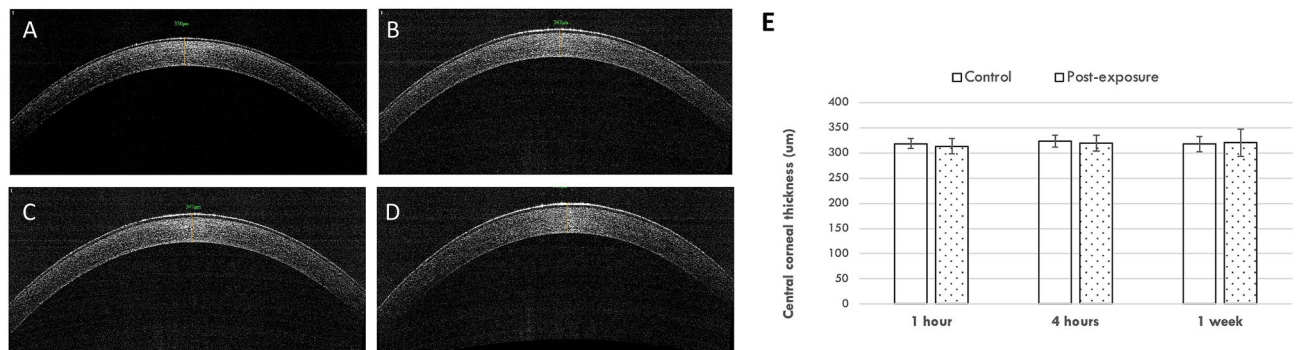 A
B
C
D
E
343µm
Control
Post-exposure
Central corneal thickness (um)
400
350
300
250
200
150
100
50
0
1 hour
4 hours
1 week